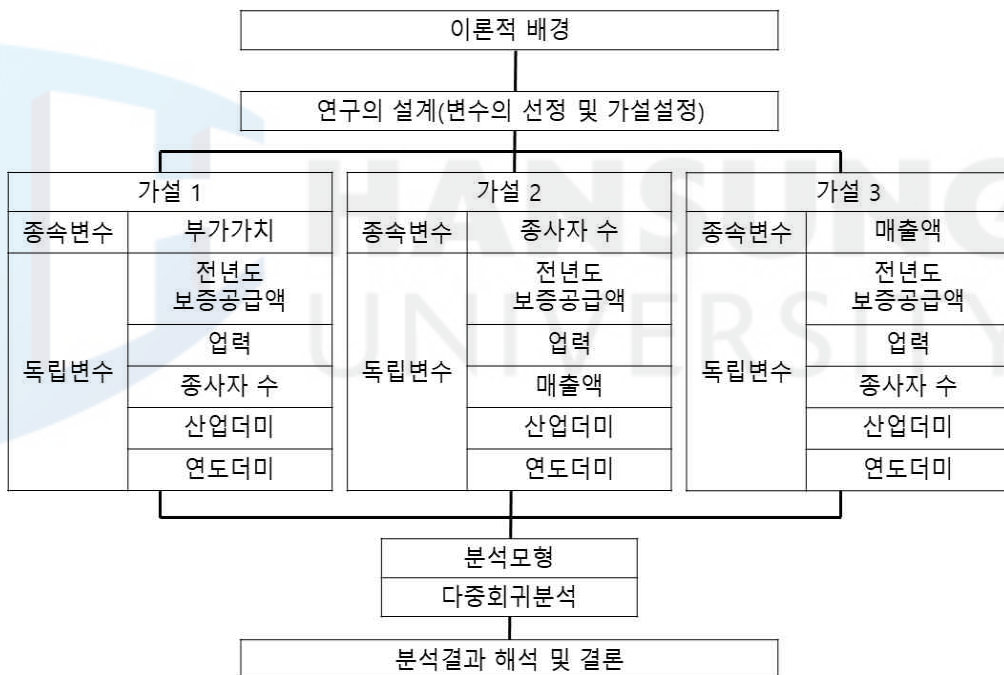 이론적 배경
연구의 설계(변수의 선정 및 가설설정)
가설 1
종속변수
부가가치
독립변수
전년도
보증공급액
업력
종사자 수
산업더미
연도더미
가설 2
종속변수
종사자 수
독립변수
전년도
보증공급액
업력
매출액
산업더미
연도더미
가설 3
종속변수
매출액
독립변수
전년도
보증공급액
업력
종사자 수
산업더미
연도더미
분석모형
다중회귀분석
분석결과 해석 및 결론
HANSUNG
UNIVERSITY